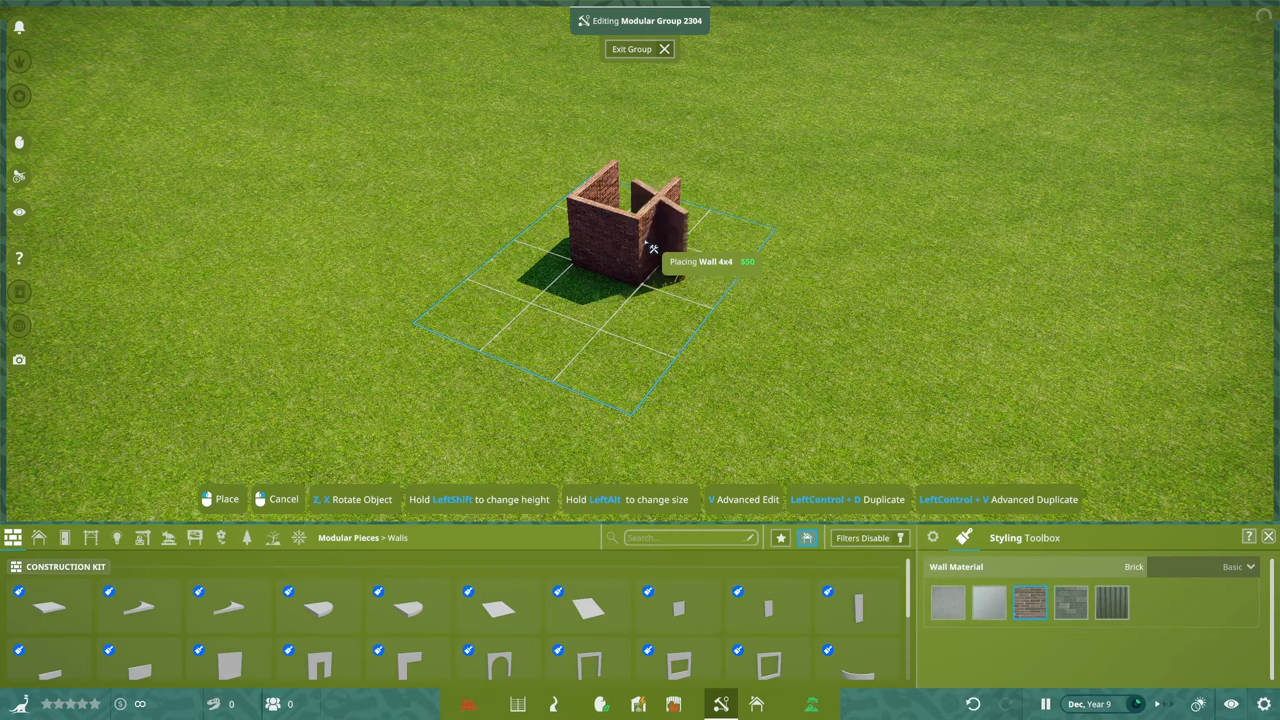 Editing Modular Group 2304
Exit Group
Placing Wall 4x4 $50
Place
Cancel
Z, X Rotate Object
Hold LeftShift to change height
Hold LeftAlt to change size
V Advanced Edit
LeftControl + D Duplicate
LeftControl + V Advanced Duplicate
Modular Pieces > Walls
Search...
Filters Disable
Styling Toolbox
?
CONSTRUCTION KIT
Wall Material
Brick
Basic
$ ∞
0
0
Dec, Year 9
?